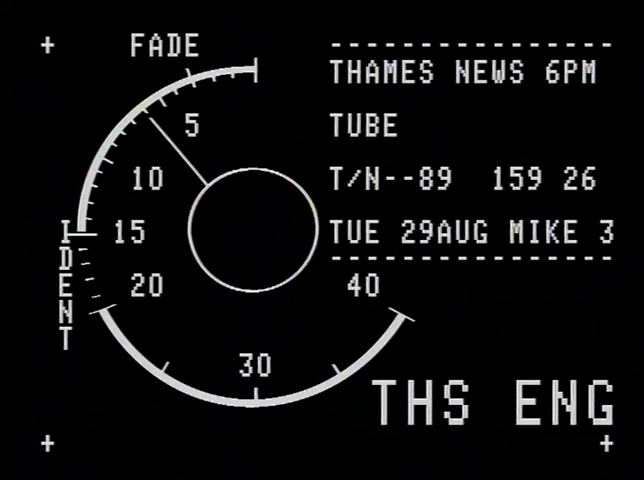 FADE
THAMES NEWS 6PM
TUBE
T/N--89 159 26
TUE 29AUG MIKE 3
5
10
15
20
30
40
IDENT
THS ENG